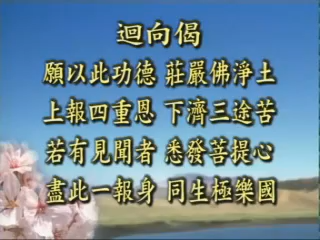 迴向偈
願以此功德 莊嚴佛淨土
上報四重恩 下濟三途苦
若有見聞者 悉發菩提心
盡此一報身 同生極樂國